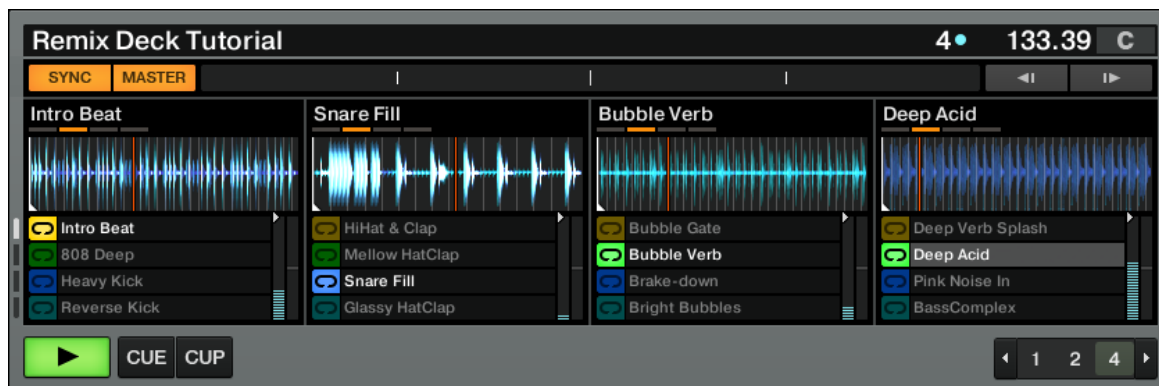 Remix Deck Tutorial 4 133.39 C
SYNC MASTER
Intro Beat Snare Fill Bubble Verb Deep Acid
Intro Beat HiHat & Clap Bubble Gate Deep Verb Splash
808 Deep Mellow HatClap Bubble Verb Deep Acid
Heavy Kick Snare Fill Brake-down Pink Noise In
Reverse Kick Glassy HatClap Bright Bubbles BassComplex
CUE CUP 1 2 4